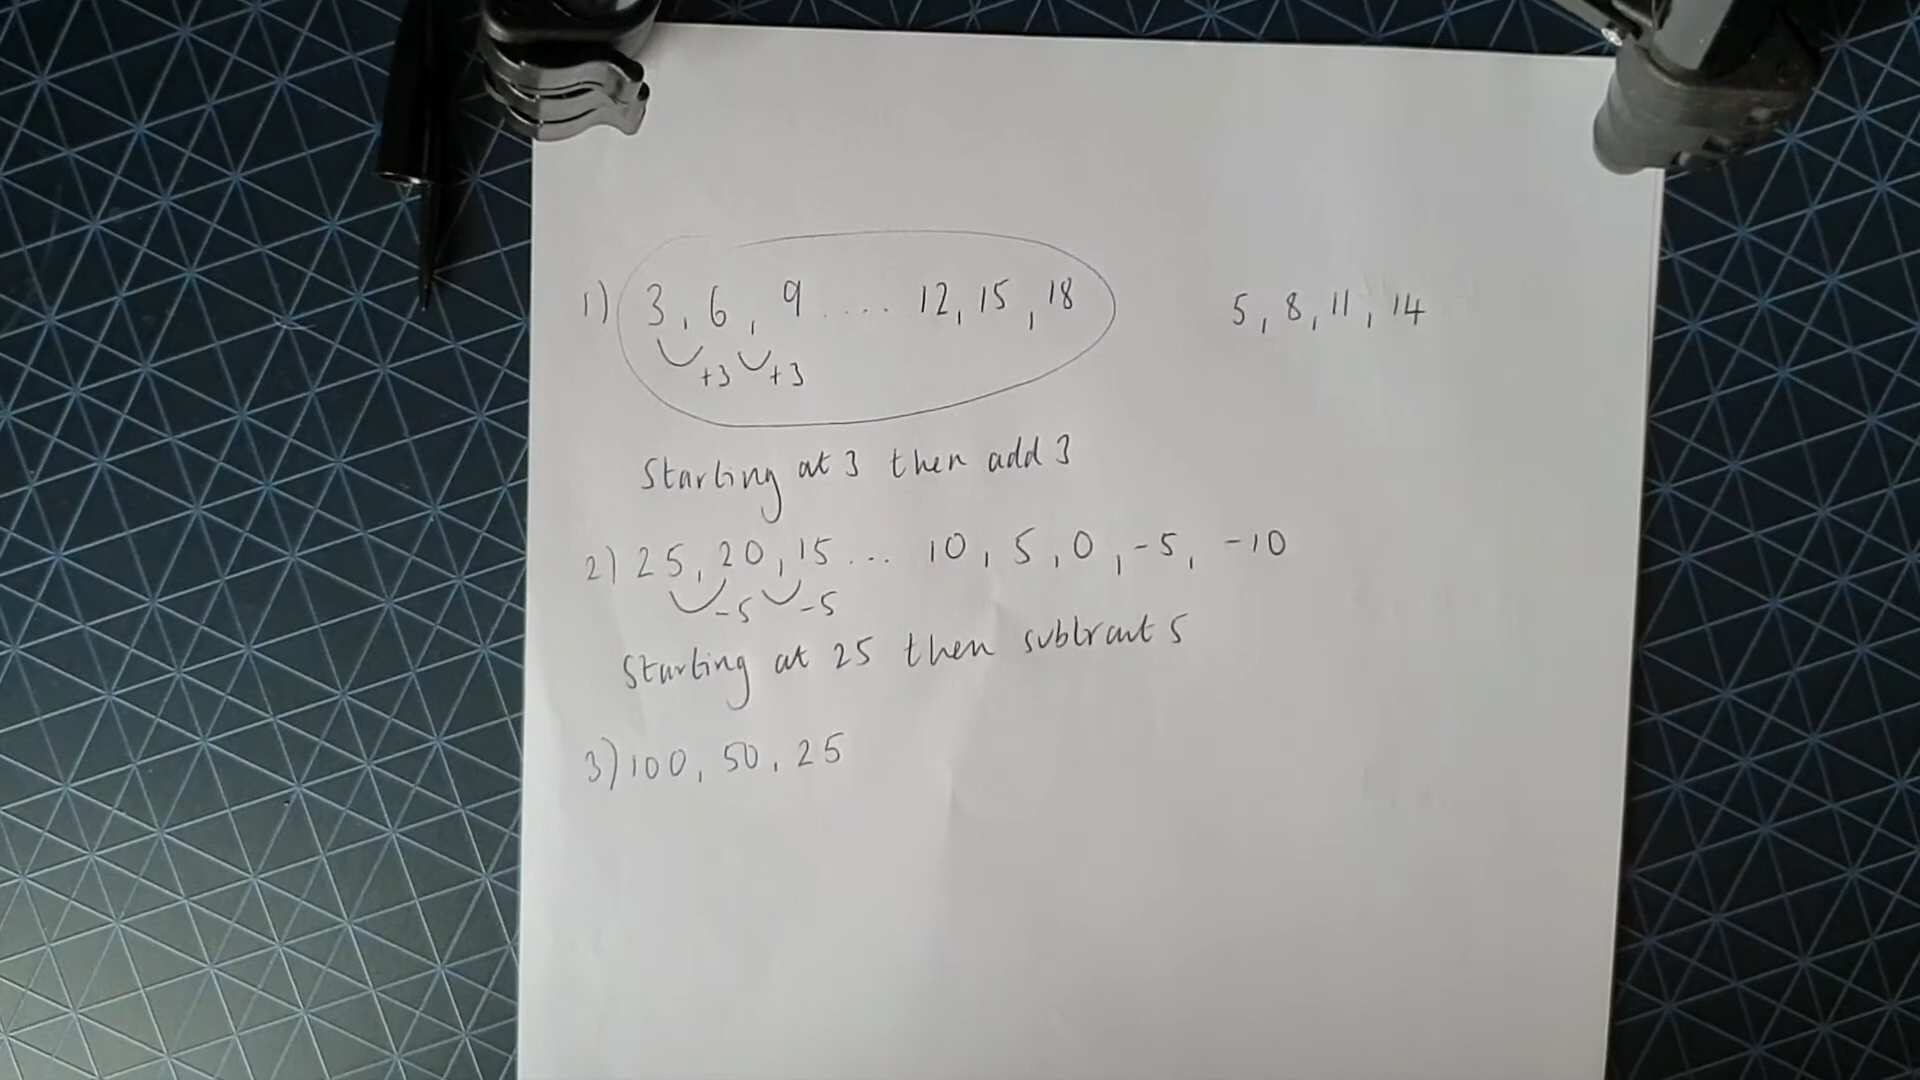 1) 3, 6, 9 .... 12, 15, 18
+3 +3
5, 8, 11, 14
Starting at 3 then add 3
2) 25, 20, 15 ... 10, 5, 0, -5, -10
-5 -5
Starting at 25 then subtract 5
3) 100, 50, 25